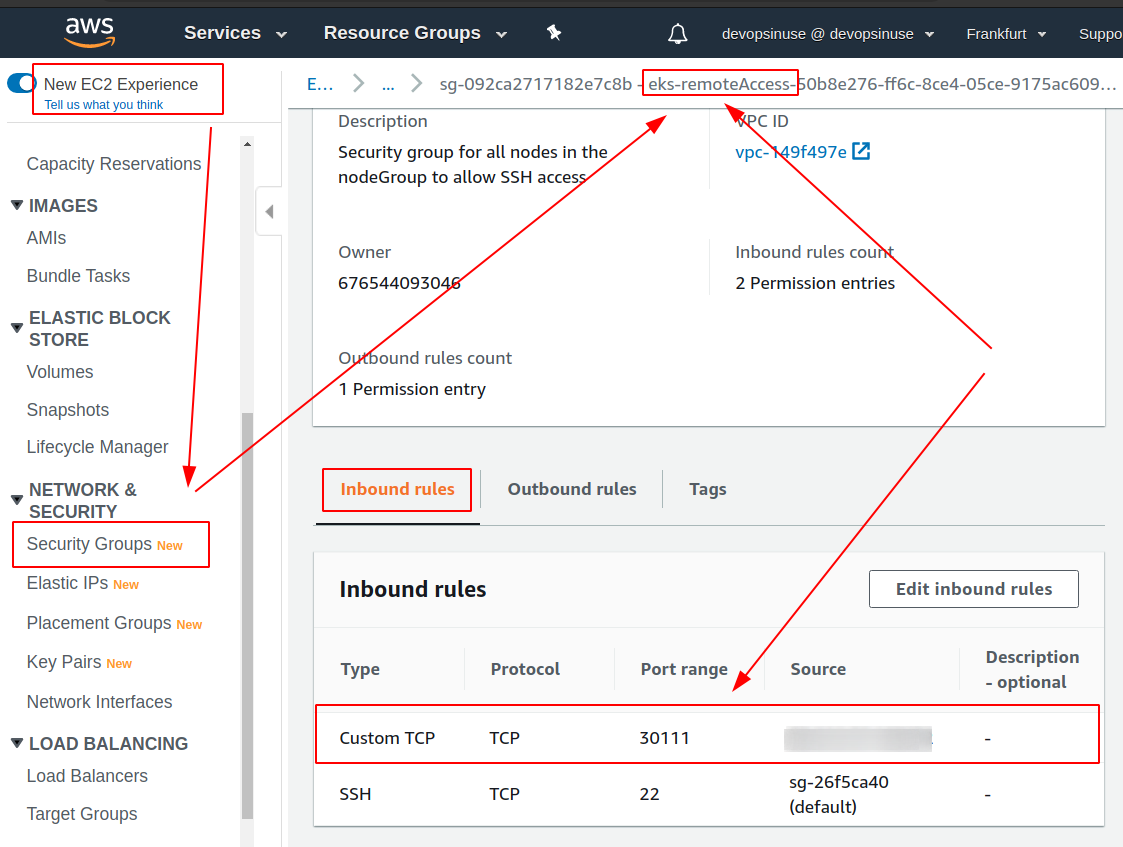 aws Services Resource Groups devopsinuse @ devopsinuse Frankfurt Suppo
New EC2 Experience
Tell us what you think
Capacity Reservations
IMAGES
AMIs
Bundle Tasks
ELASTIC BLOCK
STORE
Volumes
Snapshots
Lifecycle Manager
NETWORK &
SECURITY
Security Groups New
Elastic IPs New
Placement Groups New
Key Pairs New
Network Interfaces
LOAD BALANCING
Load Balancers
Target Groups
E... > ... > sg-092ca2717182e7c8b - eks-remoteAccess-50b8e276-ff6c-8ce4-05ce-9175ac609...
Description
Security group for all nodes in the
nodeGroup to allow SSH access
VPC ID
vpc-149f497e
Owner
676544093046
Inbound rules count
2 Permission entries
Outbound rules count
1 Permission entry
Inbound rules Outbound rules Tags
Inbound rules Edit inbound rules
Type Protocol Port range Source Description
- optional
Custom TCP TCP 30111 -
SSH TCP 22 sg-26f5ca40
(default) -